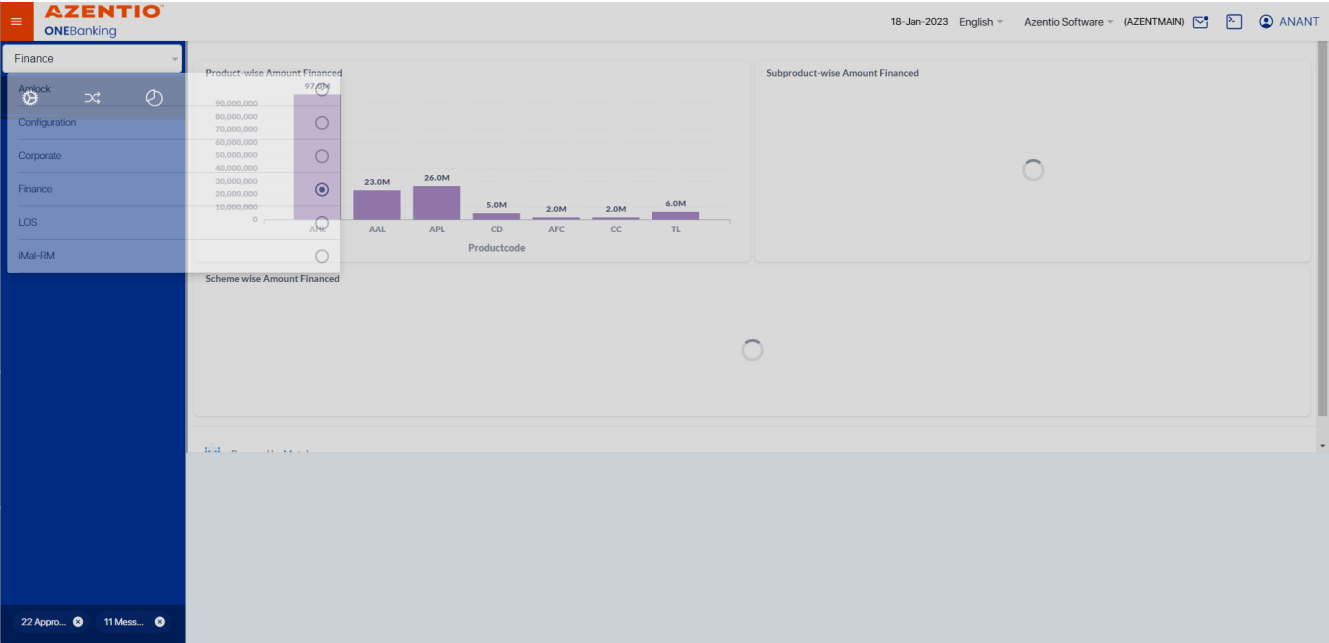 AZENTIO
ONEBanking
18-Jan-2023 English Azentio Software (AZENTMAIN) ANANT
Finance
Amlock
Configuration
Corporate
Finance
LOS
iMal-RM
Product-wise Amount Financed
97.0M
90,000,000
80,000,000
70,000,000
60,000,000
50,000,000
40,000,000
30,000,000
20,000,000
10,000,000
0
23.0M
26.0M
5.0M
2.0M
2.0M
6.0M
AAL APL CD AFC CC TL
Productcode
Subproduct-wise Amount Financed
Scheme wise Amount Financed
22 Appro...
11 Mess...